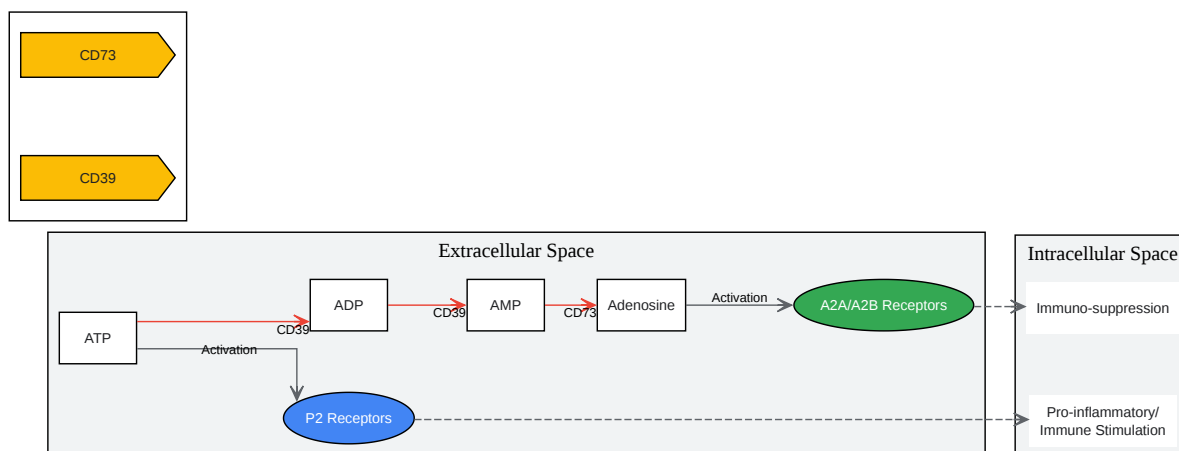 CD73
CD39
Extracellular Space
Intracellular Space
ADP
AMP
Adenosine
Activation
A2A/A2B Receptors
Immuno-suppression
CD39
CD39
CD73
ATP
Activation
P2 Receptors
Pro-inflammatory/
Immune Stimulation